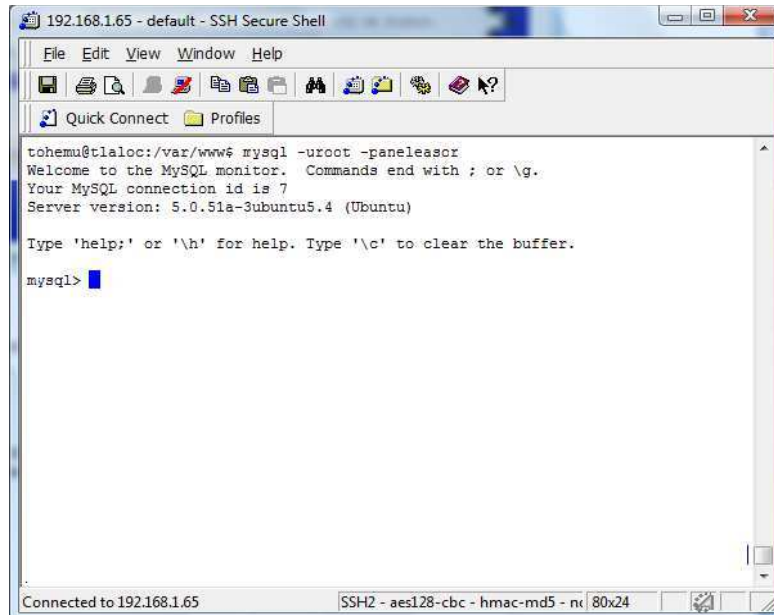 192.168.1.65 - default - SSH Secure Shell
File Edit View Window Help
Quick Connect Profiles
tohemu@tlaloc:/var/www$ mysql -uroot -paneleasor
Welcome to the MySQL monitor. Commands end with ; or \g.
Your MySQL connection id is 7
Server version: 5.0.51a-3ubuntu5.4 (Ubuntu)
Type 'help;' or '\h' for help. Type '\c' to clear the buffer.
mysql>
Connected to 192.168.1.65 SSH2 - aes128-cbc - hmac-md5 - nc 80x24